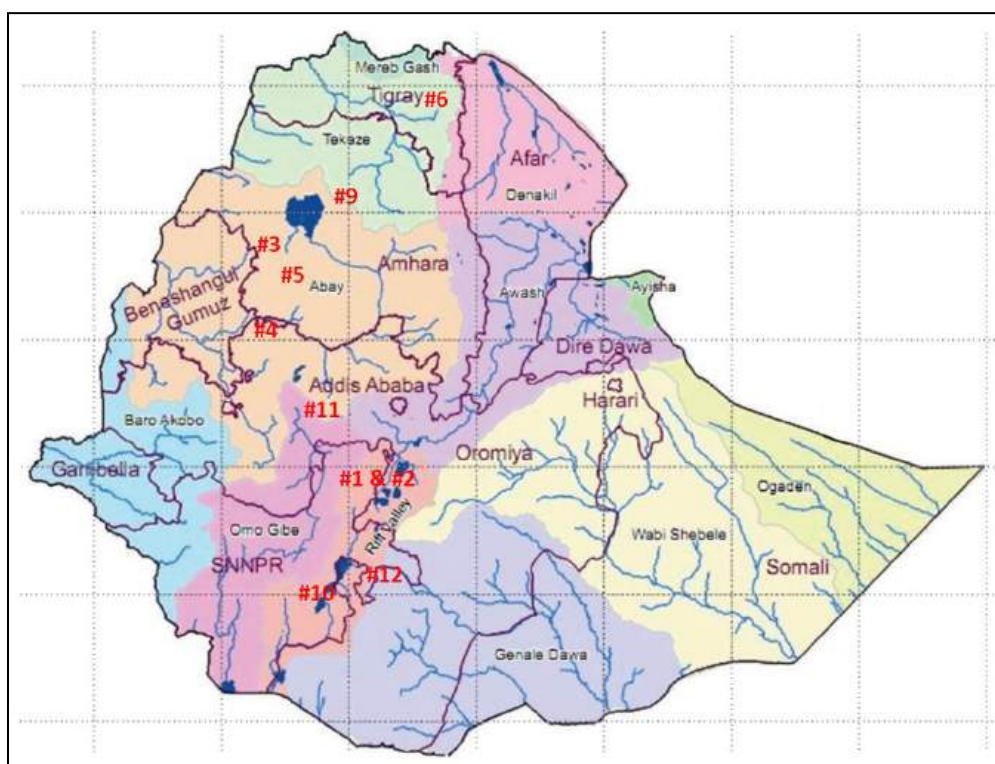 Mereb Gash
Tigray
#6
Tekeze
Afar
Denakil
#9
#3
#5
Abay
Amhara
Awash
Ayisha
Benashangul
Gumuz
#4
Dire Dawa
Addis Ababa
Harari
#11
Baro Akobo
Oromiya
Gambella
#1 & #2
Ogaden
Rift Valley
Omo Gibe
Wabi Shebele
SNNPR
#12
Somali
#10
Genale Dawa